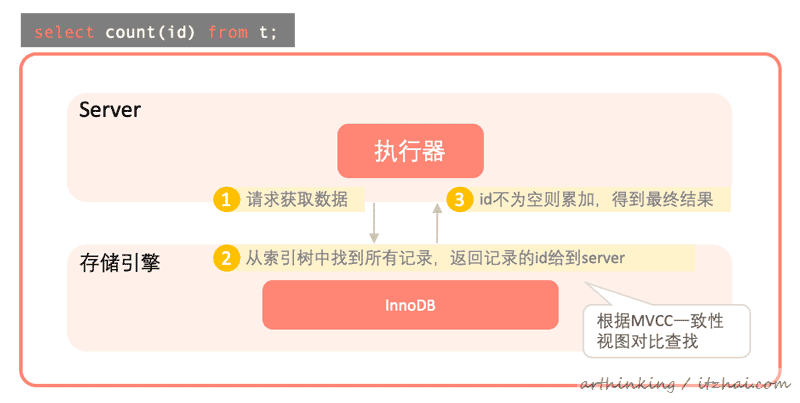 select count(id) from t;
Server
执行器
1 请求获取数据
3 id不为空则累加，得到最终结果
存储引擎
2 从索引树中找到所有记录，返回记录的id给到server
InnoDB
根据MVCC一致性
视图对比查找
arthinking / itzhai.com